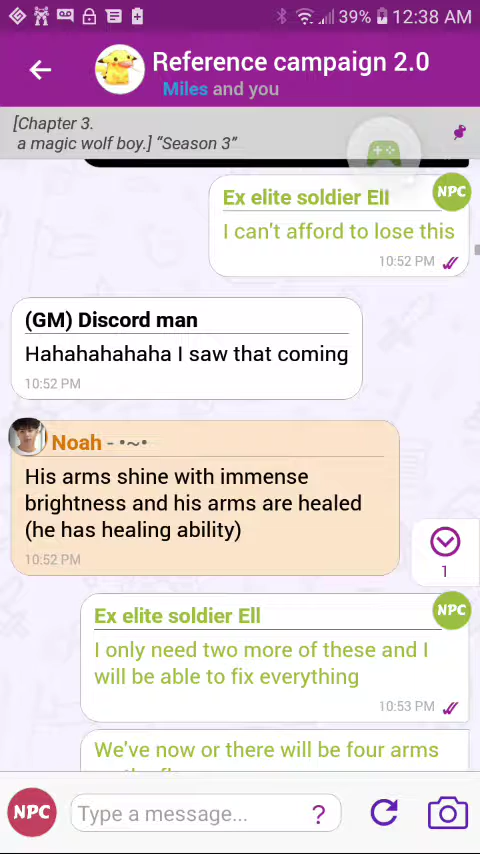 39% 12:38 AM
Reference campaign 2.0
Miles and you
[Chapter 3.
a magic wolf boy.] “Season 3”
NPC
Ex elite soldier Ell
I can't afford to lose this
10:52 PM
(GM) Discord man
Hahahahahaha I saw that coming
10:52 PM
Noah - •~•
His arms shine with immense
brightness and his arms are healed
(he has healing ability)
10:52 PM
1
NPC
Ex elite soldier Ell
I only need two more of these and I
will be able to fix everything
10:53 PM
We've now or there will be four arms
NPC
Type a message... ?